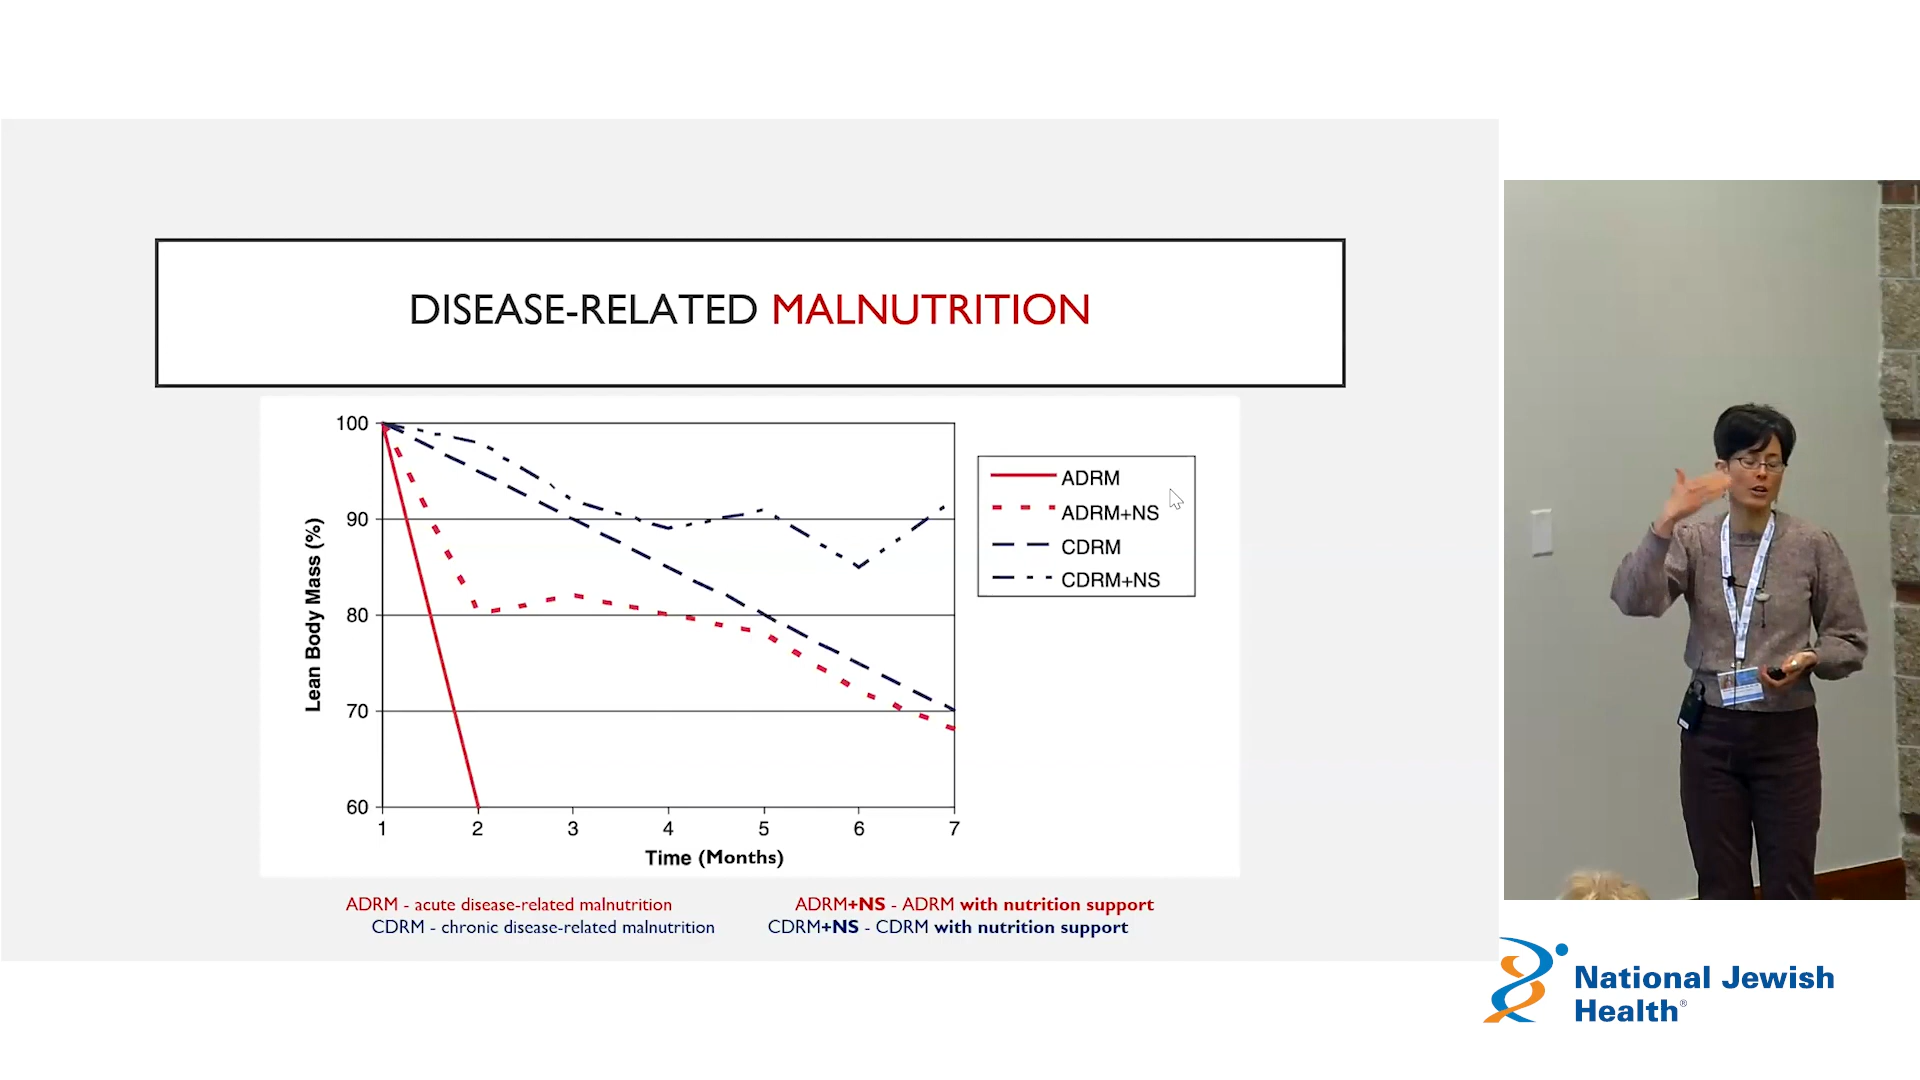 DISEASE-RELATED MALNUTRITION
100
90
80
70
60
Lean Body Mass (%)
1 2 3 4 5 6 7
Time (Months)
ADRM
ADRM+NS
CDRM
CDRM+NS
ADRM - acute disease-related malnutrition
ADRM+NS - ADRM with nutrition support
CDRM - chronic disease-related malnutrition
CDRM+NS - CDRM with nutrition support
National Jewish
Health®